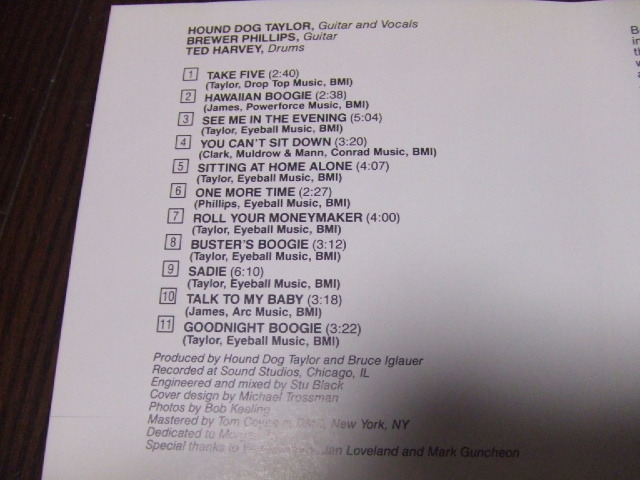 HOUND DOG TAYLOR, Guitar and Vocals
BREWER PHILLIPS, Guitar
TED HARVEY, Drums
1 TAKE FIVE (2:40)
(Taylor, Drop Top Music, BMI)
2 HAWAIIAN BOOGIE (2:38)
(James, Powerforce Music, BMI)
3 SEE ME IN THE EVENING (5:04)
(Taylor, Eyeball Music, BMI)
4 YOU CAN'T SIT DOWN (3:20)
(Clark, Muldrow & Mann, Conrad Music, BMI)
5 SITTING AT HOME ALONE (4:07)
(Taylor, Eyeball Music, BMI)
6 ONE MORE TIME (2:27)
(Phillips, Eyeball Music, BMI)
7 ROLL YOUR MONEYMAKER (4:00)
(Taylor, Eyeball Music, BMI)
8 BUSTER'S BOOGIE (3:12)
(Taylor, Eyeball Music, BMI)
9 SADIE (6:10)
(Taylor, Eyeball Music, BMI)
10 TALK TO MY BABY (3:18)
(James, Arc Music, BMI)
11 GOODNIGHT BOOGIE (3:22)
(Taylor, Eyeball Music, BMI)
Produced by Hound Dog Taylor and Bruce Iglauer
Recorded at Sound Studios, Chicago, IL
Engineered and mixed by Stu Black
Cover design by Michael Trossman
Photos by Bob Keeling
Mastered by Tom New York, NY
Dedicated to
Special thanks to Loveland and Mark Guncheon